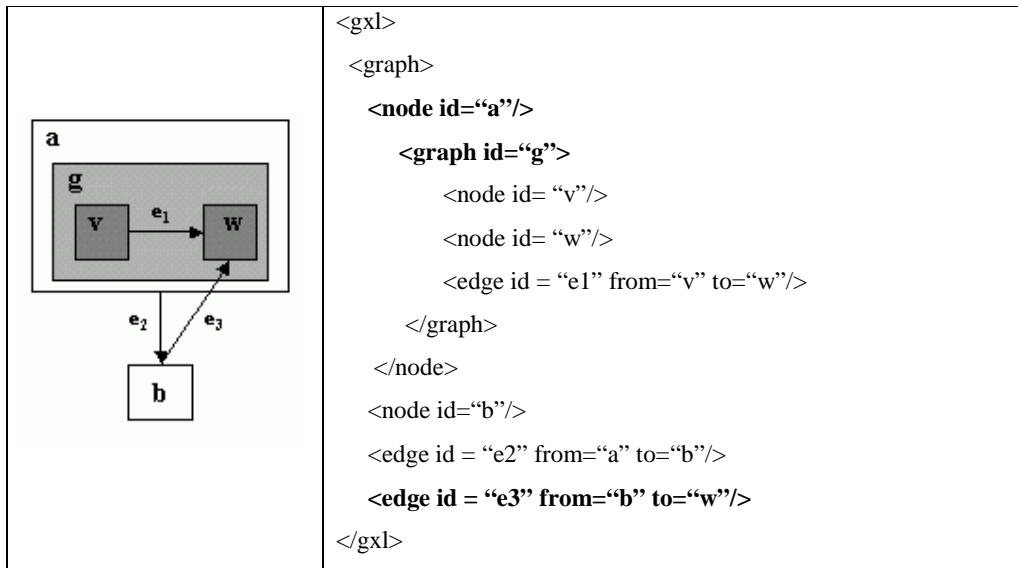 a
g
v
e1
w
e2
e3
b
<gxl>
<graph>
<node id=“a”/>
<graph id=“g”>
<node id= “v”/>
<node id= “w”/>
<edge id = “e1” from=“v” to=“w”/>
</graph>
</node>
<node id=“b”/>
<edge id = “e2” from=“a” to=“b”/>
<edge id = “e3” from=“b” to=“w”/>
</gxl>